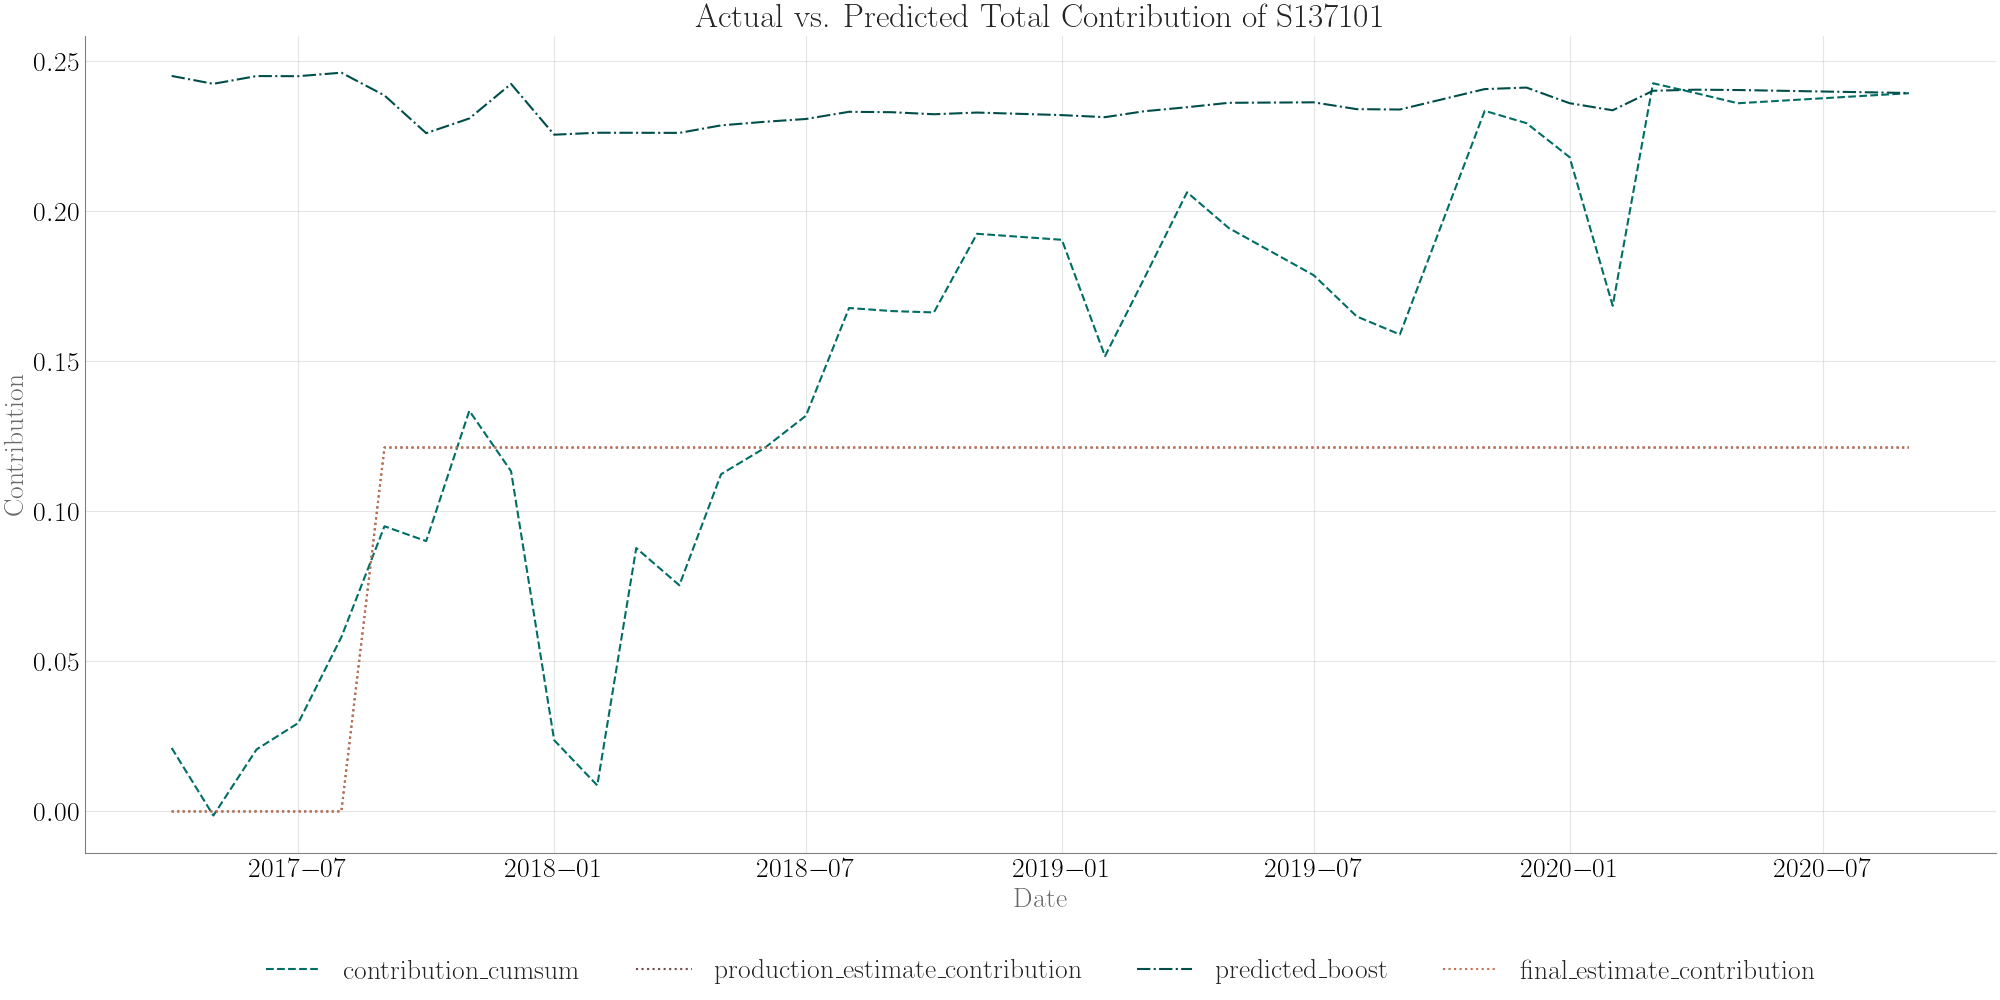 Actual vs. Predicted Total Contribution of S137101
Contribution
0.25
0.20
0.15
0.10
0.05
0.00
2017−07 2018−01 2018−07 2019−01 2019−07 2020−01 2020−07
Date
contribution_cumsum production_estimate_contribution predicted_boost final_estimate_contribution